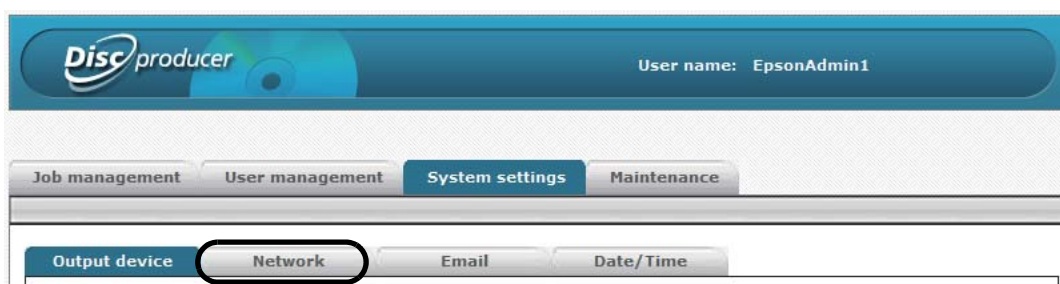 Disc producer User name: EpsonAdmin1
Job management User management System settings Maintenance
Output device Network Email Date/Time